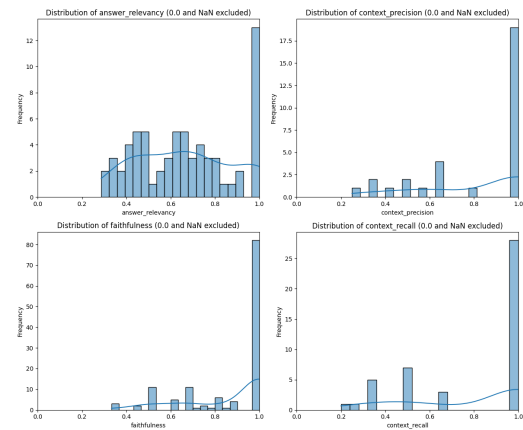 Distribution of answer_relevancy (0.0 and NaN excluded)
12
10
8
6
4
2
0
Frequency
0.0 0.2 0.4 0.6 0.8 1.0
answer_relevancy
Distribution of context_precision (0.0 and NaN excluded)
17.5
15.0
12.5
10.0
7.5
5.0
2.5
0.0
Frequency
0.0 0.2 0.4 0.6 0.8 1.0
context_precision
Distribution of faithfulness (0.0 and NaN excluded)
80
70
60
50
40
30
20
10
0
Frequency
0.0 0.2 0.4 0.6 0.8 1.0
faithfulness
Distribution of context_recall (0.0 and NaN excluded)
25
20
15
10
5
0
Frequency
0.0 0.2 0.4 0.6 0.8 1.0
context_recall